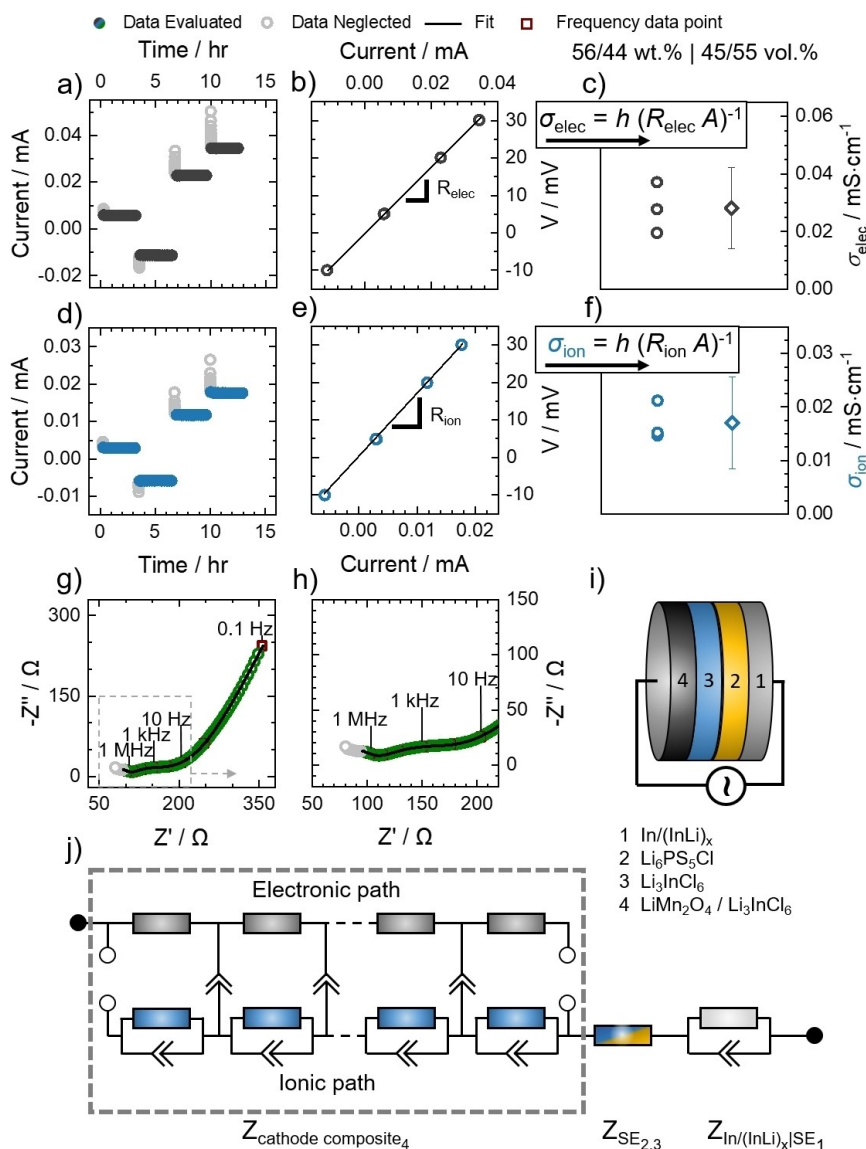 Data Evaluated Data Neglected Fit Frequency data point
Time / hr Current / mA 56/44 wt.% | 45/55 vol.%
0 5 10 15 0.00 0.02 0.04
a) b) c)
Current / mA
0.04
0.02
0.00
-0.02
R_elec
V / mV
30
20
10
0
-10
σ_elec = h (R_elec A)⁻¹
0.06
0.04
0.02
0.00
σ_elec / mS·cm⁻¹
d) e) f)
Current / mA
0.03
0.02
0.01
0.00
-0.01
0 5 10 15
Time / hr
R_ion
V / mV
30
20
10
0
-10
0.00 0.01 0.02
Current / mA
σ_ion = h (R_ion A)⁻¹
0.03
0.02
0.01
0.00
σ_ion / mS·cm⁻¹
g) h) i)
-Z'' / Ω
300
150
0
0.1 Hz
10 Hz
1 kHz
1 MHz
50 200 350
Z' / Ω
150
100
50
0
-Z'' / Ω
10 Hz
1 kHz
1 MHz
50 100 150 200
Z' / Ω
4 3 2 1
~
1 In/(InLi)ₓ
2 Li₆PS₅Cl
3 Li₃InCl₆
4 LiMn₂O₄ / Li₃InCl₆
j)
Electronic path
Ionic path
Z_cathode composite₄ Z_SE₂,₃ Z_In/(InLi)ₓ|SE₁